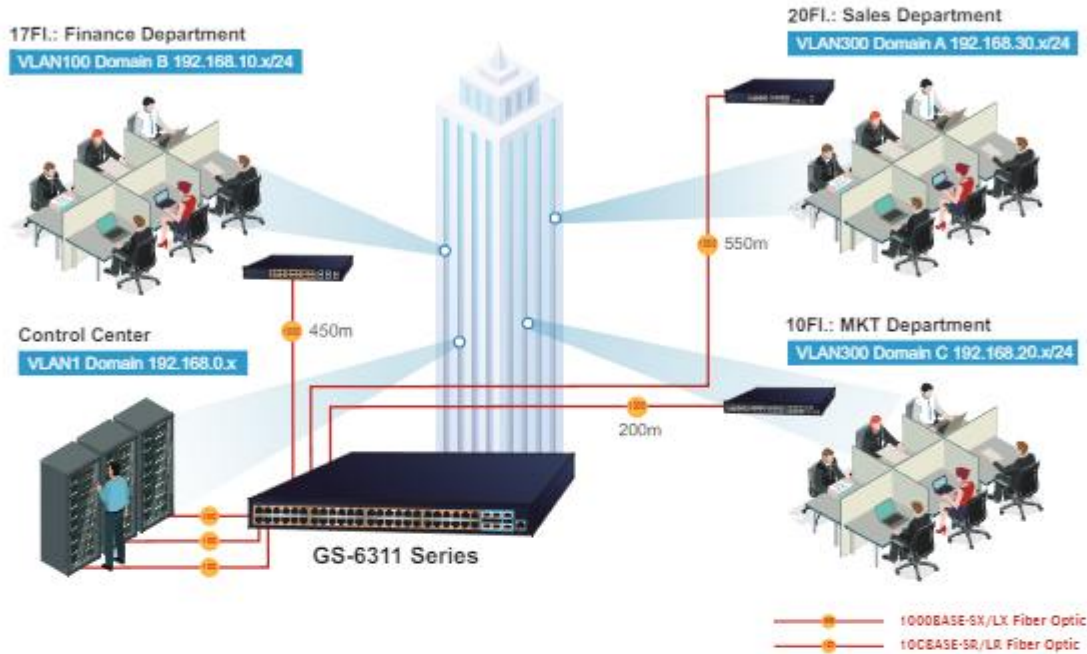 17Fl.: Finance Department
VLAN100 Domain B 192.168.10.x/24
20Fl.: Sales Department
VLAN300 Domain A 192.168.30.x/24
550m
450m
Control Center
VLAN1 Domain 192.168.0.x
10Fl.: MKT Department
VLAN300 Domain C 192.168.20.x/24
200m
GS-6311 Series
1000BASE-SX/LX Fiber Optic
10GBASE-SR/LR Fiber Optic